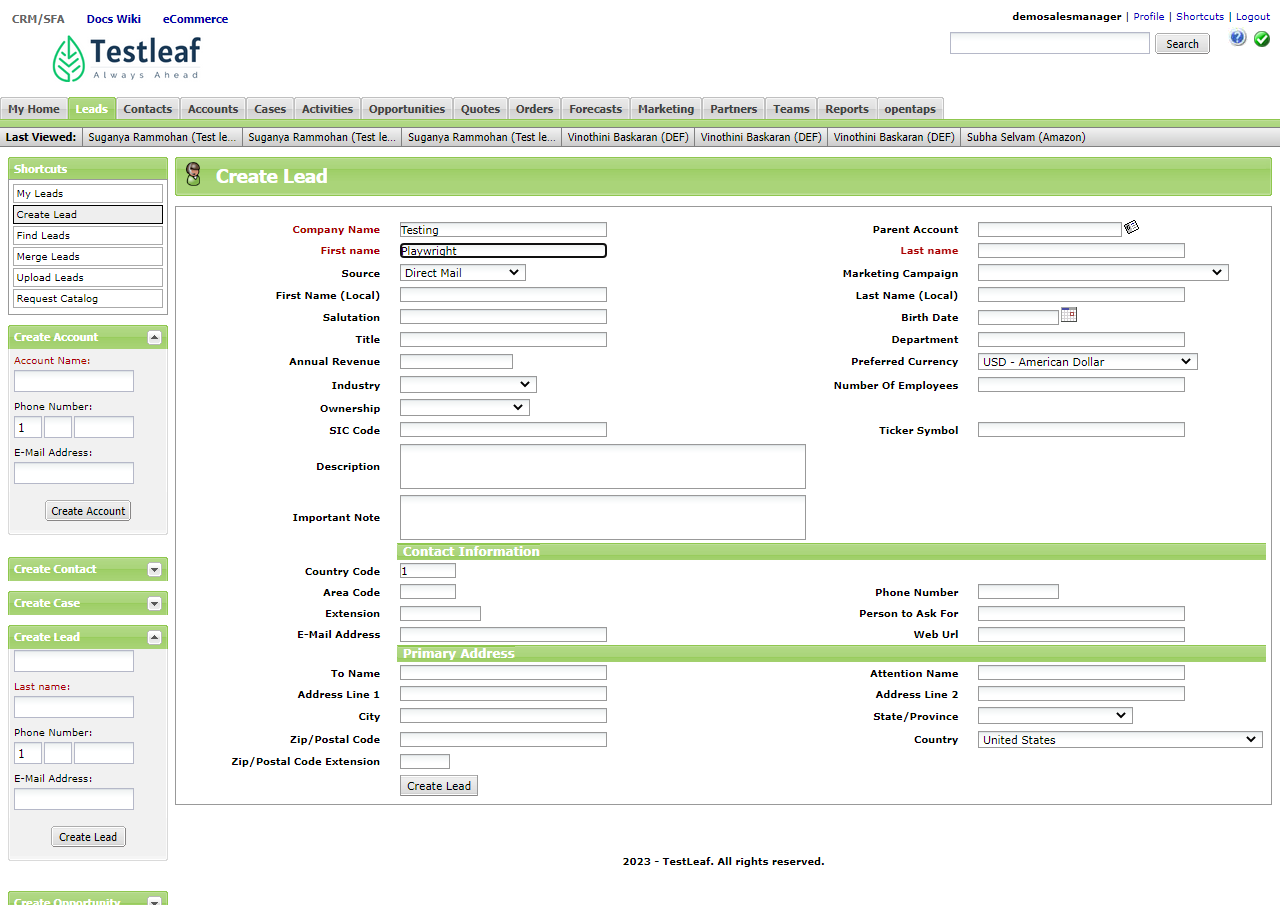 CRM/SFA Docs Wiki eCommerce
demosalesmanager | Profile | Shortcuts | Logout
Testleaf
Always Ahead
Search
My Home Leads Contacts Accounts Cases Activities Opportunities Quotes Orders Forecasts Marketing Partners Teams Reports opentaps
Last Viewed: Suganya Rammohan (Test le... Suganya Rammohan (Test le... Suganya Rammohan (Test le... Vinothini Baskaran (DEF) Vinothini Baskaran (DEF) Vinothini Baskaran (DEF) Subha Selvam (Amazon)
Shortcuts
My Leads
Create Lead
Find Leads
Merge Leads
Upload Leads
Request Catalog
Create Account
Account Name:
Phone Number:
1
E-Mail Address:
Create Account
Create Contact
Create Case
Create Lead
Last name:
Phone Number:
1
E-Mail Address:
Create Lead
Create Opportunity
Create Lead
Company Name Testing Parent Account
First name Playwright Last name
Source Direct Mail Marketing Campaign
First Name (Local) Last Name (Local)
Salutation Birth Date
Title Department
Annual Revenue Preferred Currency USD - American Dollar
Industry Number Of Employees
Ownership
SIC Code Ticker Symbol
Description
Important Note
Contact Information
Country Code 1
Area Code Phone Number
Extension Person to Ask For
E-Mail Address Web Url
Primary Address
To Name Attention Name
Address Line 1 Address Line 2
City State/Province
Zip/Postal Code Country United States
Zip/Postal Code Extension
Create Lead
2023 - TestLeaf. All rights reserved.